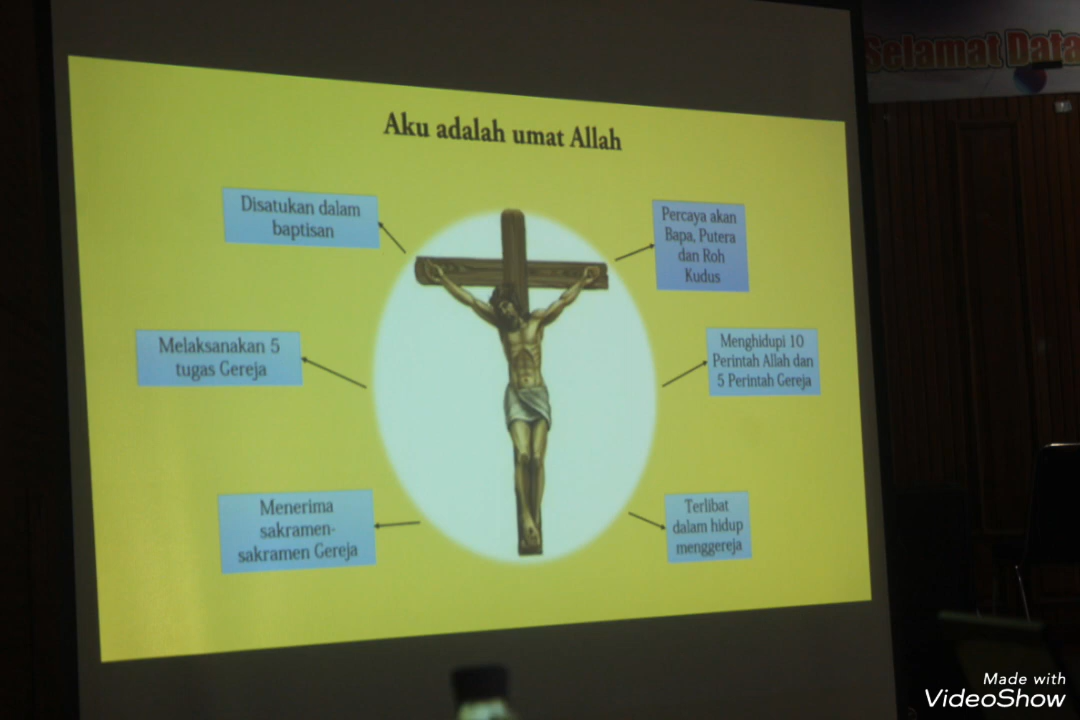 Selamat Data
Aku adalah umat Allah
Disatukan dalam
baptisan
Percaya akan
Bapa, Putera
dan Roh
Kudus
Melaksanakan 5
tugas Gereja
Menghidupi 10
Perintah Allah dan
5 Perintah Gereja
Menerima
sakramen-
sakramen Gereja
Terlibat
dalam hidup
menggereja
Made with
VideoShow